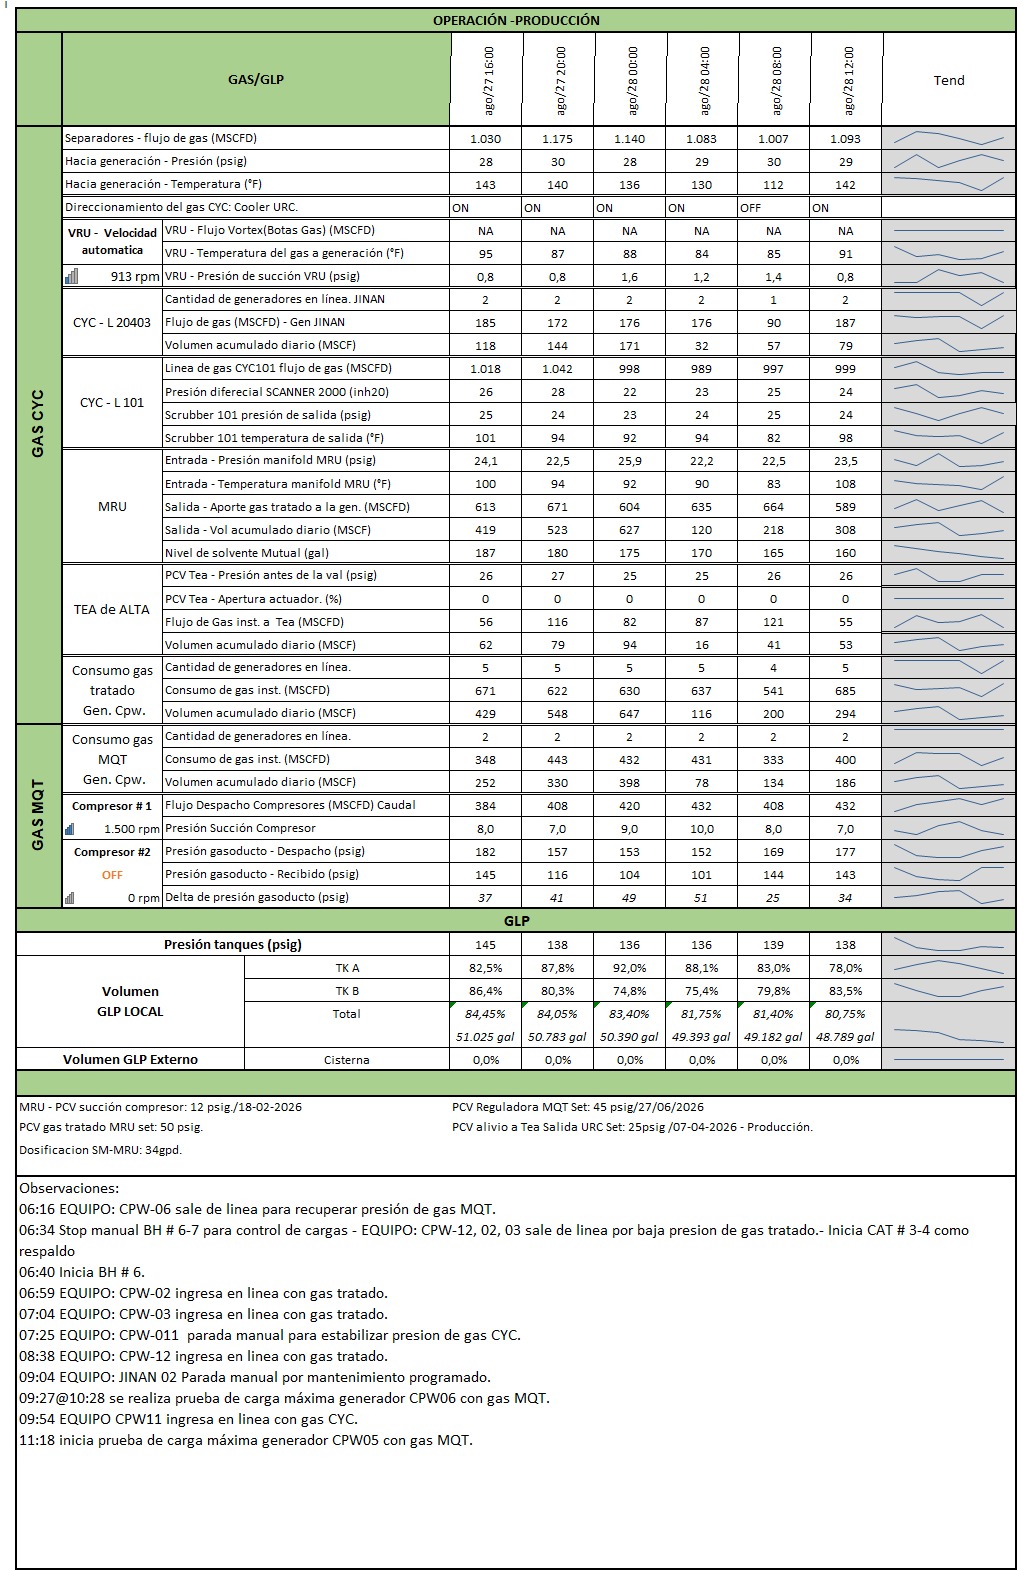 OPERACIÓN -PRODUCCIÓN
GAS/GLP ago/27 16:00 ago/27 20:00 ago/28 00:00 ago/28 04:00 ago/28 08:00 ago/28 12:00 Tend
GAS CYC
Separadores - flujo de gas (MSCFD) 1.030 1.175 1.140 1.083 1.007 1.093
Hacia generación - Presión (psig) 28 30 28 29 30 29
Hacia generación - Temperatura (°F) 143 140 136 130 112 142
Direccionamiento del gas CYC: Cooler URC. ON ON ON ON OFF ON
VRU - Velocidad automatica
VRU - Flujo Vortex(Botas Gas) (MSCFD) NA NA NA NA NA NA
VRU - Temperatura del gas a generación (°F) 95 87 88 84 85 91
913 rpm VRU - Presión de succión VRU (psig) 0,8 0,8 1,6 1,2 1,4 0,8
CYC - L 20403
Cantidad de generadores en línea. JINAN 2 2 2 2 1 2
Flujo de gas (MSCFD) - Gen JINAN 185 172 176 176 90 187
Volumen acumulado diario (MSCF) 118 144 171 32 57 79
CYC - L 101
Linea de gas CYC101 flujo de gas (MSCFD) 1.018 1.042 998 989 997 999
Presión diferecial SCANNER 2000 (inh20) 26 28 22 23 25 24
Scrubber 101 presión de salida (psig) 25 24 23 24 25 24
Scrubber 101 temperatura de salida (°F) 101 94 92 94 82 98
MRU
Entrada - Presión manifold MRU (psig) 24,1 22,5 25,9 22,2 22,5 23,5
Entrada - Temperatura manifold MRU (°F) 100 94 92 90 83 108
Salida - Aporte gas tratado a la gen. (MSCFD) 613 671 604 635 664 589
Salida - Vol acumulado diario (MSCF) 419 523 627 120 218 308
Nivel de solvente Mutual (gal) 187 180 175 170 165 160
TEA de ALTA
PCV Tea - Presión antes de la val (psig) 26 27 25 25 26 26
PCV Tea - Apertura actuador. (%) 0 0 0 0 0 0
Flujo de Gas inst. a Tea (MSCFD) 56 116 82 87 121 55
Volumen acumulado diario (MSCF) 62 79 94 16 41 53
Consumo gas tratado Gen. Cpw.
Cantidad de generadores en línea. 5 5 5 5 4 5
Consumo de gas inst. (MSCFD) 671 622 630 637 541 685
Volumen acumulado diario (MSCF) 429 548 647 116 200 294
GAS MQT
Consumo gas MQT Gen. Cpw.
Cantidad de generadores en línea. 2 2 2 2 2 2
Consumo de gas inst. (MSCFD) 348 443 432 431 333 400
Volumen acumulado diario (MSCF) 252 330 398 78 134 186
Compresor # 1 Flujo Despacho Compresores (MSCFD) Caudal 384 408 420 432 408 432
1.500 rpm Presión Succión Compresor 8,0 7,0 9,0 10,0 8,0 7,0
Compresor #2 Presión gasoducto - Despacho (psig) 182 157 153 152 169 177
OFF Presión gasoducto - Recibido (psig) 145 116 104 101 144 143
0 rpm Delta de presión gasoducto (psig) 37 41 49 51 25 34
GLP
Presión tanques (psig) 145 138 136 136 139 138
Volumen GLP LOCAL
TK A 82,5% 87,8% 92,0% 88,1% 83,0% 78,0%
TK B 86,4% 80,3% 74,8% 75,4% 79,8% 83,5%
Total 84,45% 84,05% 83,40% 81,75% 81,40% 80,75%
51.025 gal 50.783 gal 50.390 gal 49.393 gal 49.182 gal 48.789 gal
Volumen GLP Externo Cisterna 0,0% 0,0% 0,0% 0,0% 0,0% 0,0%
MRU - PCV succión compresor: 12 psig./18-02-2026 PCV Reguladora MQT Set: 45 psig/27/06/2026
PCV gas tratado MRU set: 50 psig. PCV alivio a Tea Salida URC Set: 25psig /07-04-2026 - Producción.
Dosificacion SM-MRU: 34gpd.
Observaciones:
06:16 EQUIPO: CPW-06 sale de linea para recuperar presión de gas MQT.
06:34 Stop manual BH # 6-7 para control de cargas - EQUIPO: CPW-12, 02, 03 sale de linea por baja presion de gas tratado.- Inicia CAT # 3-4 como
respaldo
06:40 Inicia BH # 6.
06:59 EQUIPO: CPW-02 ingresa en linea con gas tratado.
07:04 EQUIPO: CPW-03 ingresa en linea con gas tratado.
07:25 EQUIPO: CPW-011 parada manual para estabilizar presion de gas CYC.
08:38 EQUIPO: CPW-12 ingresa en linea con gas tratado.
09:04 EQUIPO: JINAN 02 Parada manual por mantenimiento programado.
09:27@10:28 se realiza prueba de carga máxima generador CPW06 con gas MQT.
09:54 EQUIPO CPW11 ingresa en linea con gas CYC.
11:18 inicia prueba de carga máxima generador CPW05 con gas MQT.